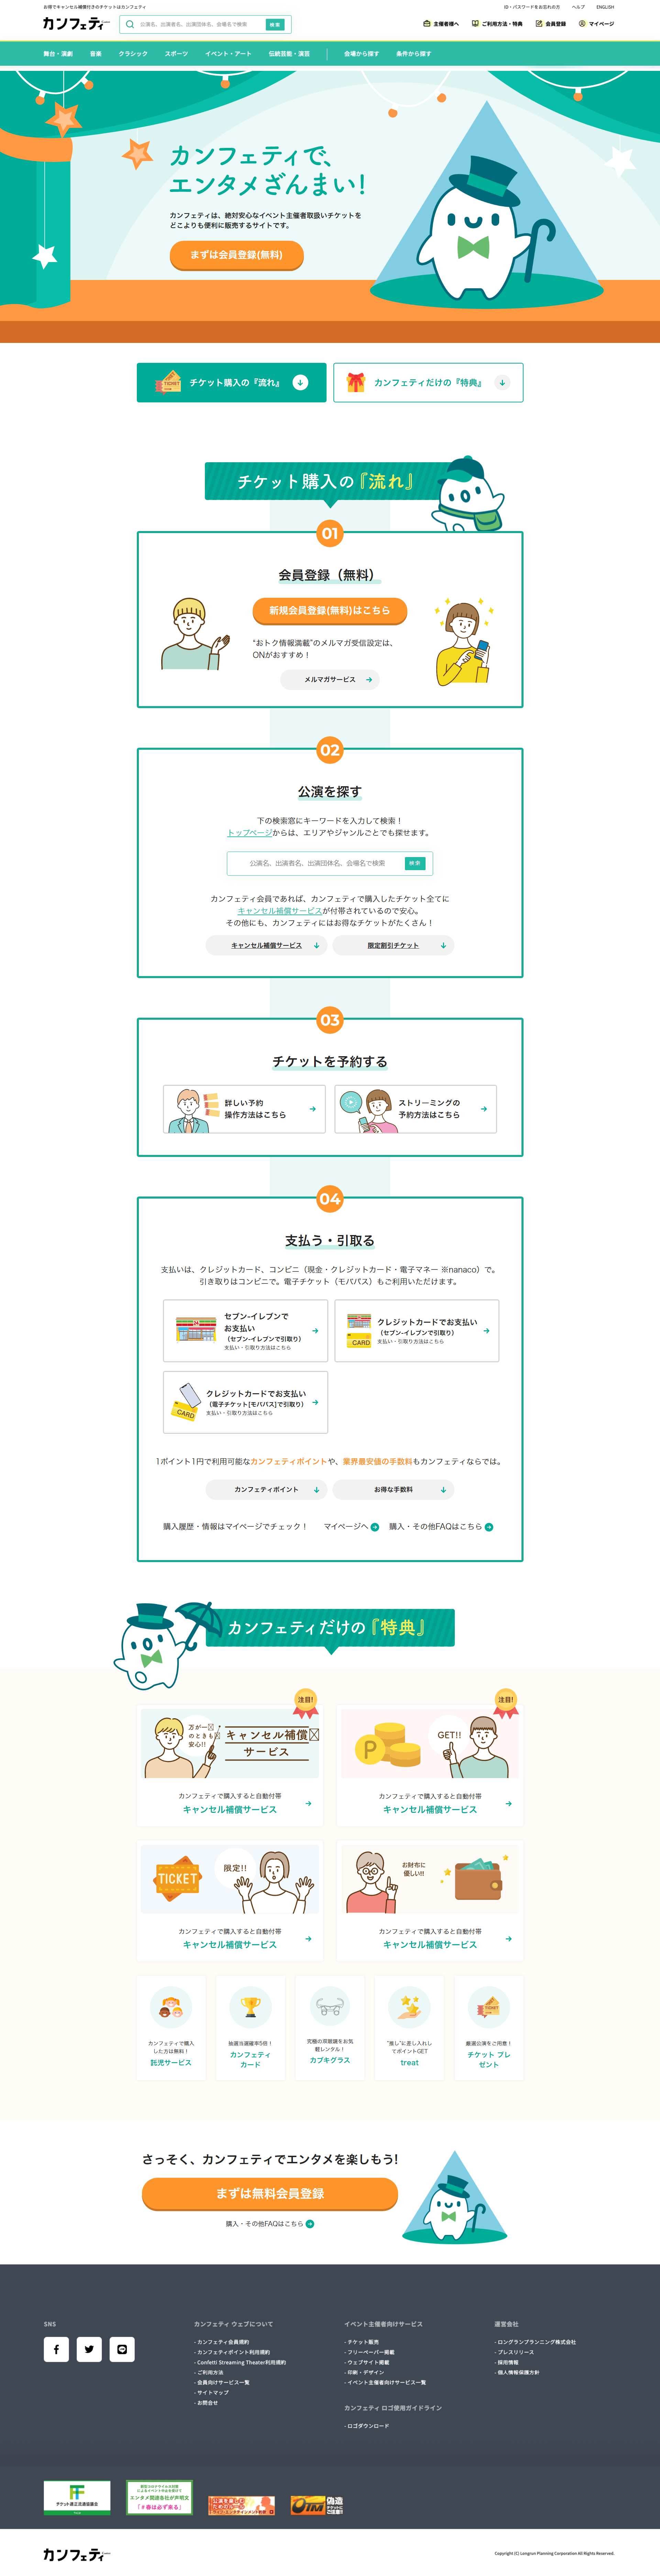 お得でキャンセル補償付きのチケットはカンフェティ
ID・パスワードをお忘れの方 ヘルプ ENGLISH
カンフェティ
公演名、出演者名、出演団体名、会場名で検索 検索
主催者様へ ご利用方法・特典 会員登録 マイページ
舞台・演劇 音楽 クラシック スポーツ イベント・アート 伝統芸能・演芸 会場から探す 条件から探す
カンフェティで、
エンタメざんまい!
カンフェティは、絶対安心なイベント主催者取扱いチケットを
どこよりも便利に販売するサイトです。
まずは会員登録(無料)
チケット購入の『流れ』
カンフェティだけの『特典』
チケット購入の『流れ』
01
会員登録（無料）
新規会員登録(無料)はこちら
“おトク情報満載”のメルマガ受信設定は、
ONがおすすめ！
メルマガサービス
02
公演を探す
下の検索窓にキーワードを入力して検索！
トップページからは、エリアやジャンルごとでも探せます。
公演名、出演者名、出演団体名、会場名で検索 検索
カンフェティ会員であれば、カンフェティで購入したチケット全てに
キャンセル補償サービスが付帯されているので安心。
その他にも、カンフェティにはお得なチケットがたくさん！
キャンセル補償サービス
限定割引チケット
03
チケットを予約する
詳しい予約
操作方法はこちら
ストリーミングの
予約方法はこちら
04
支払う・引取る
支払いは、クレジットカード、コンビニ（現金・クレジットカード・電子マネー ※nanaco）で。
引き取りはコンビニで。電子チケット（モバパス）もご利用いただけます。
セブン-イレブンで
お支払い
（セブン-イレブンで引取り）
支払い・引取り方法はこちら
CARD
クレジットカードでお支払い
（セブン-イレブンで引取り）
支払い・引取り方法はこちら
CARD
クレジットカードでお支払い
（電子チケット[モバパス]で引取り）
支払い・引取り方法はこちら
1ポイント1円で利用可能なカンフェティポイントや、業界最安値の手数料もカンフェティならでは。
カンフェティポイント
お得な手数料
購入履歴・情報はマイページでチェック！ マイページへ 購入・その他FAQはこちら
カンフェティだけの『特典』
注目!
万が一
のときも
安心!!
キャンセル補償
サービス
カンフェティで購入すると自動付帯
キャンセル補償サービス
注目!
P
GET!!
カンフェティで購入すると自動付帯
キャンセル補償サービス
TICKET
限定!!
カンフェティで購入すると自動付帯
キャンセル補償サービス
お財布に
優しい!!
カンフェティで購入すると自動付帯
キャンセル補償サービス
カンフェティで購入
した方は無料！
託児サービス
抽選当選確率5倍！
カンフェティ
カード
究極の双眼鏡をお気
軽レンタル！
カブキグラス
“推し”に差し入れし
てポイントGET
treat
厳選公演をご用意！
チケット プレ
ゼント
さっそく、カンフェティでエンタメを楽しもう!
まずは無料会員登録
購入・その他FAQはこちら
SNS
カンフェティ ウェブについて
- カンフェティ会員規約
- カンフェティポイント利用規約
- Confetti Streaming Theater利用規約
- ご利用方法
- 会員向けサービス一覧
- サイトマップ
- お問合せ
イベント主催者向けサービス
- チケット販売
- フリーペーパー掲載
- ウェブサイト掲載
- 印刷・デザイン
- イベント主催者向けサービス一覧
カンフェティ ロゴ使用ガイドライン
- ロゴダウンロード
運営会社
- ロングランプランニング株式会社
- プレスリリース
- 採用情報
- 個人情報保護方針
チケット適正流通協議会
エンタメ関連会社が声明文
「#春は必ず来る」
カンフェティ
Copyright (C) Longrun Planning Corporation All Rights Reserved.